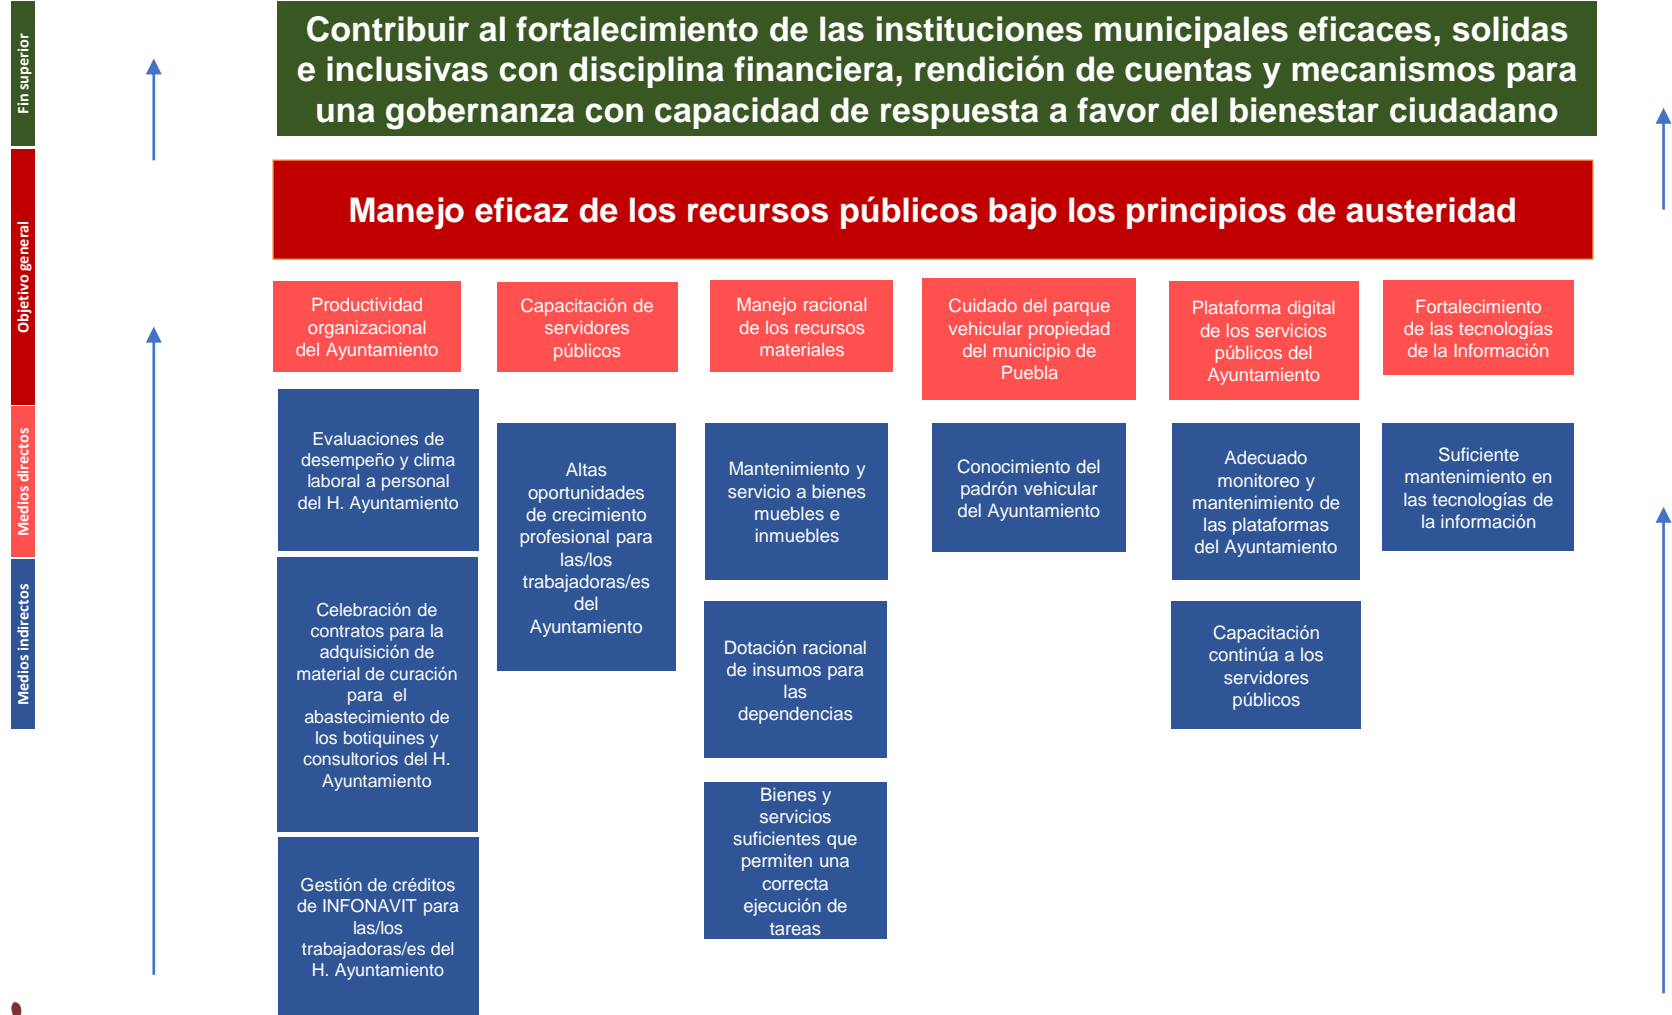 Fin superior
Contribuir al fortalecimiento de las instituciones municipales eficaces, solidas
e inclusivas con disciplina financiera, rendición de cuentas y mecanismos para
una gobernanza con capacidad de respuesta a favor del bienestar ciudadano
Objetivo general
Manejo eficaz de los recursos públicos bajo los principios de austeridad
Medios directos
Productividad
organizacional
del Ayuntamiento
Capacitación de
servidores
públicos
Manejo racional
de los recursos
materiales
Cuidado del parque
vehicular propiedad
del municipio de
Puebla
Plataforma digital
de los servicios
públicos del
Ayuntamiento
Fortalecimiento
de las tecnologías
de la Información
Medios indirectos
Evaluaciones de
desempeño y clima
laboral a personal
del H. Ayuntamiento
Celebración de
contratos para la
adquisición de
material de curación
para el
abastecimiento de
los botiquines y
consultorios del H.
Ayuntamiento
Gestión de créditos
de INFONAVIT para
las/los
trabajadoras/es del
H. Ayuntamiento
Altas
oportunidades
de crecimiento
profesional para
las/los
trabajadoras/es
del
Ayuntamiento
Mantenimiento y
servicio a bienes
muebles e
inmuebles
Dotación racional
de insumos para
las
dependencias
Bienes y
servicios
suficientes que
permiten una
correcta
ejecución de
tareas
Conocimiento del
padrón vehicular
del Ayuntamiento
Adecuado
monitoreo y
mantenimiento de
las plataformas
del Ayuntamiento
Capacitación
continúa a los
servidores
públicos
Suficiente
mantenimiento en
las tecnologías de
la información